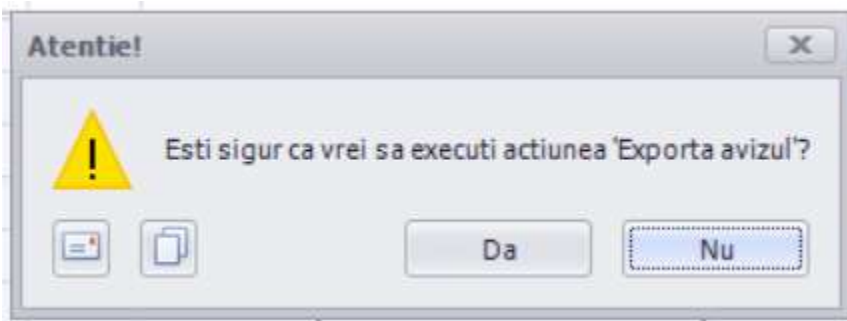 Atentie!
Esti sigur ca vrei sa executi actiunea 'Exporta avizul'?
Da
Nu